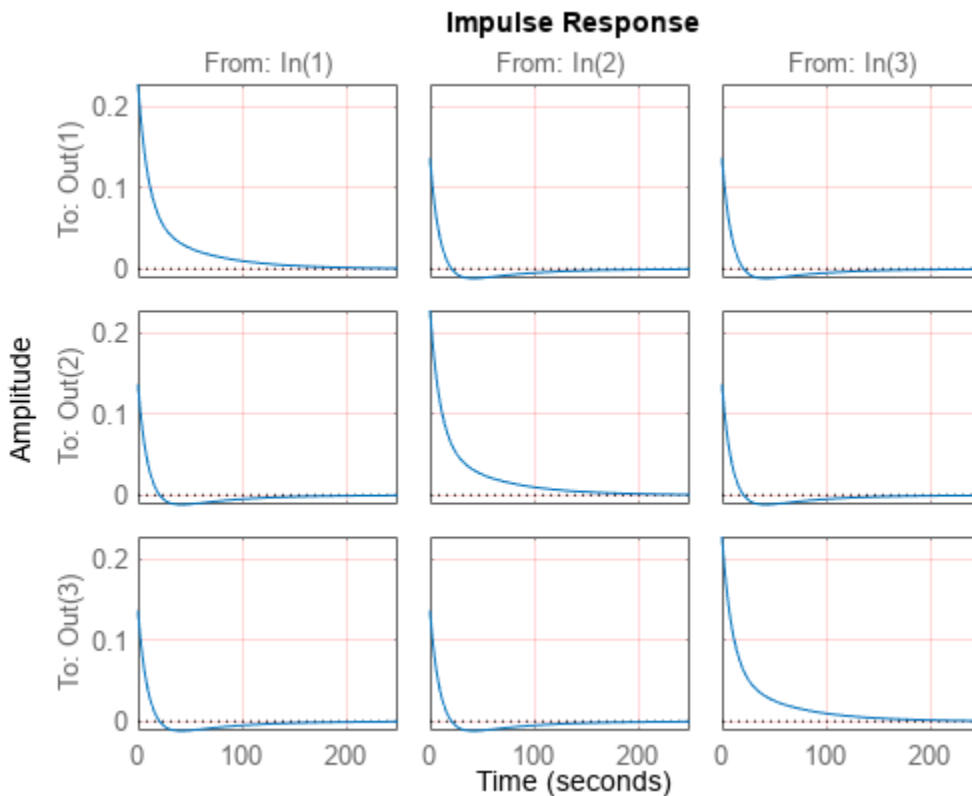 Impulse Response
From: In(1) From: In(2) From: In(3)
To: Out(1)
0.2
0.1
0
To: Out(2)
0.2
0.1
0
To: Out(3)
0.2
0.1
0
Amplitude
0 100 200 0 100 200 0 100 200
Time (seconds)